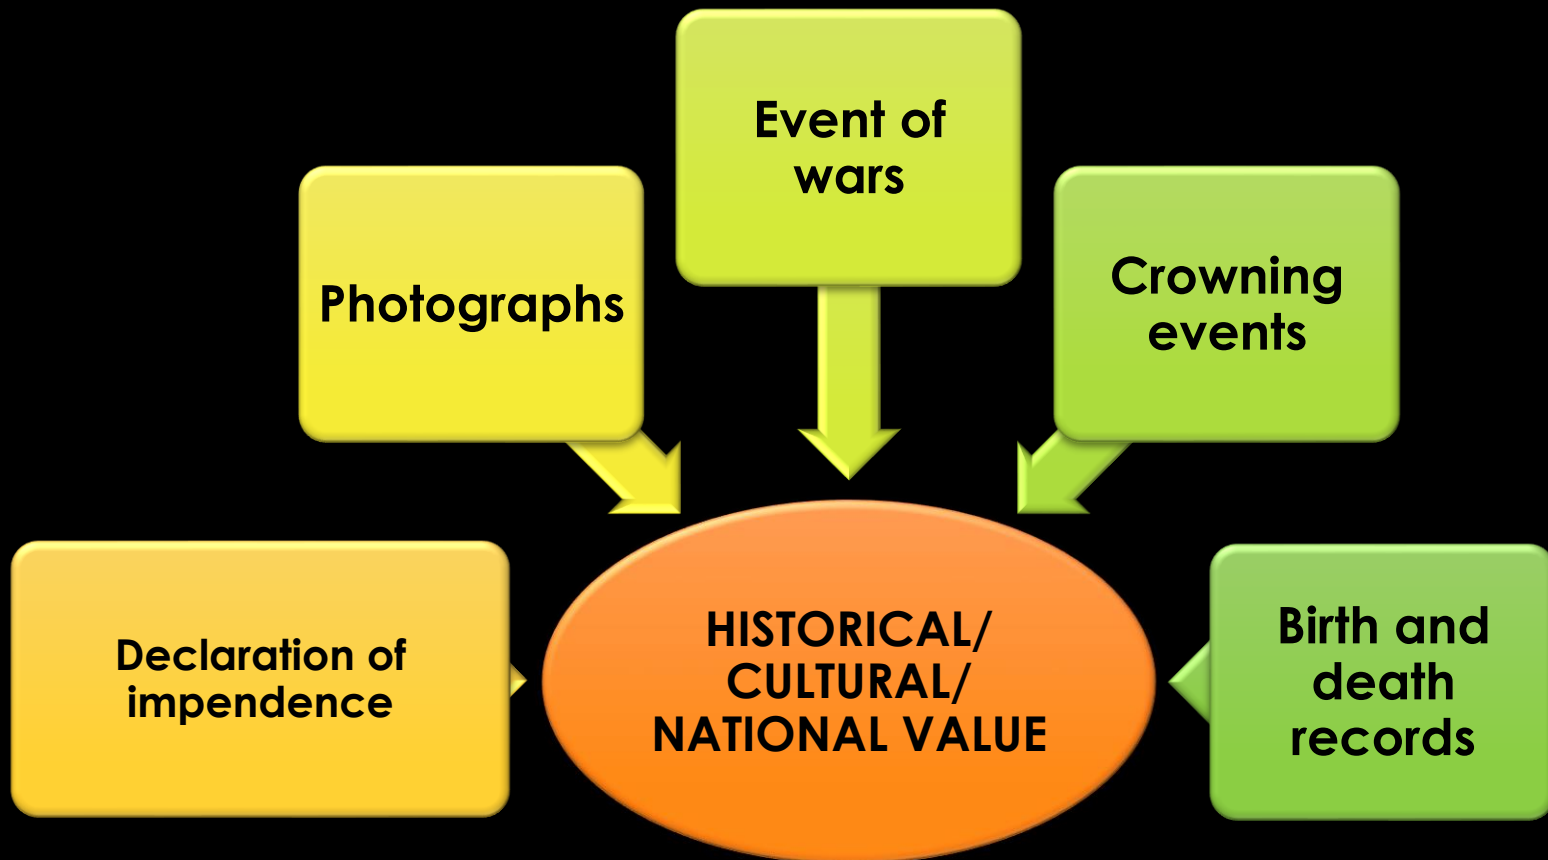 Event of
wars
Photographs
Crowning
events
Declaration of
impendence
HISTORICAL/
CULTURAL/
NATIONAL VALUE
Birth and
death
records